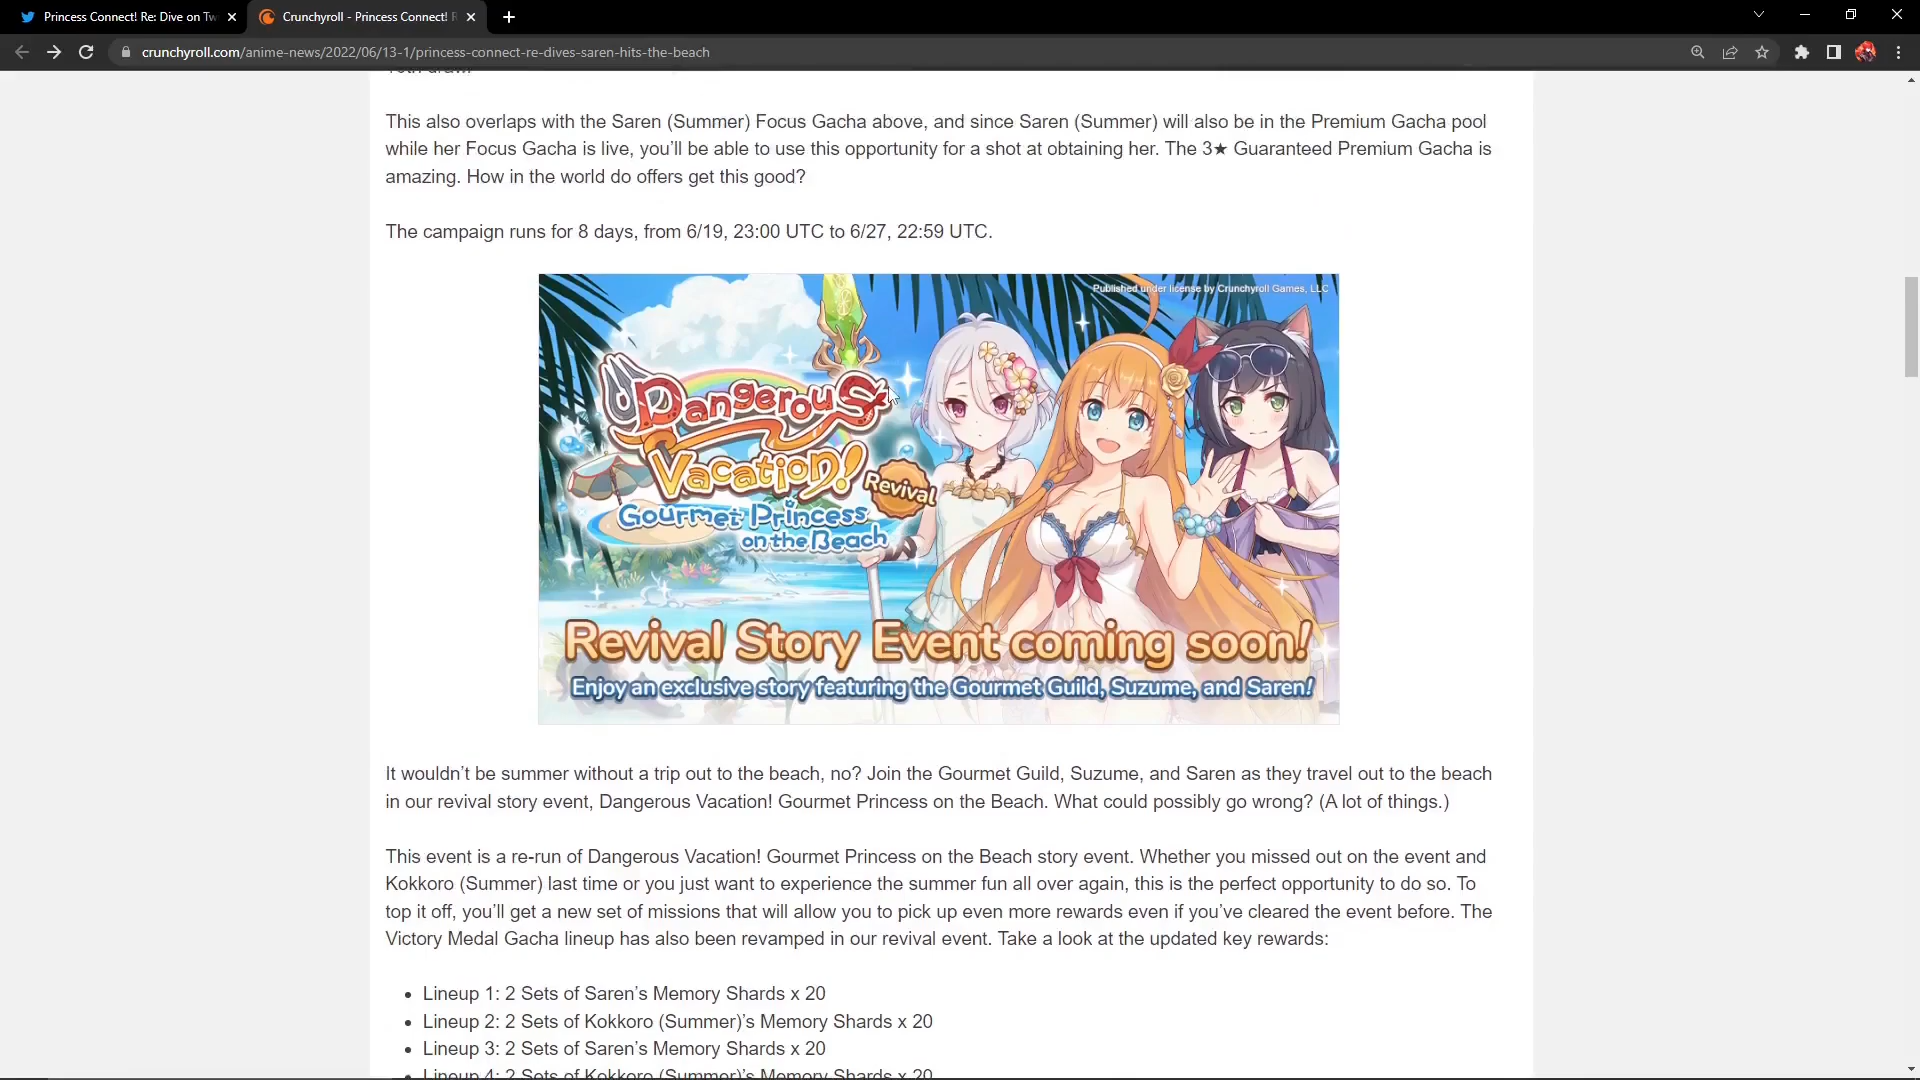 Princess Connect! Re: Dive on Tw
Crunchyroll - Princess Connect! R
crunchyroll.com/anime-news/2022/06/13-1/princess-connect-re-dives-saren-hits-the-beach
This also overlaps with the Saren (Summer) Focus Gacha above, and since Saren (Summer) will also be in the Premium Gacha pool
while her Focus Gacha is live, you’ll be able to use this opportunity for a shot at obtaining her. The 3★ Guaranteed Premium Gacha is
amazing. How in the world do offers get this good?
The campaign runs for 8 days, from 6/19, 23:00 UTC to 6/27, 22:59 UTC.
Published under license by Crunchyroll Games, LLC
Dangerous
Vacation!
Revival
Gourmet Princess
on the Beach
Revival Story Event coming soon!
Enjoy an exclusive story featuring the Gourmet Guild, Suzume, and Saren!
It wouldn’t be summer without a trip out to the beach, no? Join the Gourmet Guild, Suzume, and Saren as they travel out to the beach
in our revival story event, Dangerous Vacation! Gourmet Princess on the Beach. What could possibly go wrong? (A lot of things.)
This event is a re-run of Dangerous Vacation! Gourmet Princess on the Beach story event. Whether you missed out on the event and
Kokkoro (Summer) last time or you just want to experience the summer fun all over again, this is the perfect opportunity to do so. To
top it off, you’ll get a new set of missions that will allow you to pick up even more rewards even if you’ve cleared the event before. The
Victory Medal Gacha lineup has also been revamped in our revival event. Take a look at the updated key rewards:
• Lineup 1: 2 Sets of Saren’s Memory Shards x 20
• Lineup 2: 2 Sets of Kokkoro (Summer)’s Memory Shards x 20
• Lineup 3: 2 Sets of Saren’s Memory Shards x 20
• Lineup 4: 2 Sets of Kokkoro (Summer)’s Memory Shards x 20